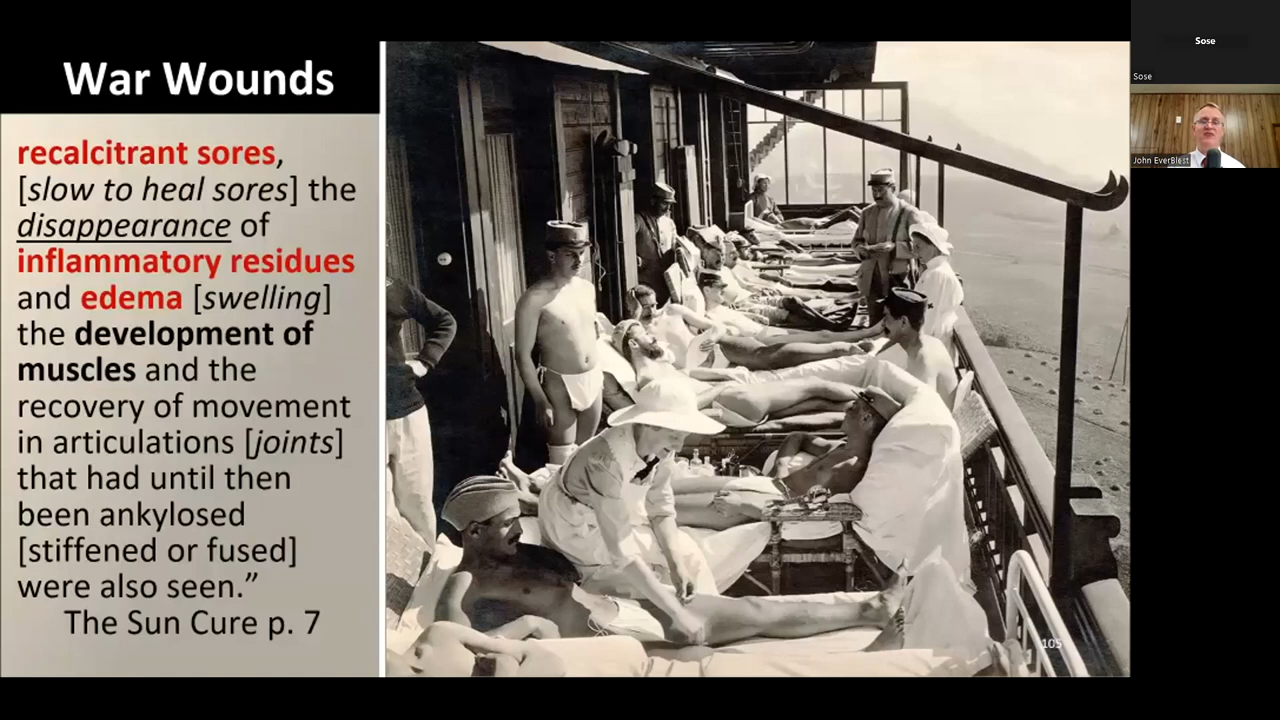 War Wounds
recalcitrant sores,
[slow to heal sores] the
disappearance of
inflammatory residues
and edema [swelling]
the development of
muscles and the
recovery of movement
in articulations [joints]
that had until then
been ankylosed
[stiffened or fused]
were also seen.”
The Sun Cure p. 7
105
Sose
Sose
John EverBlest